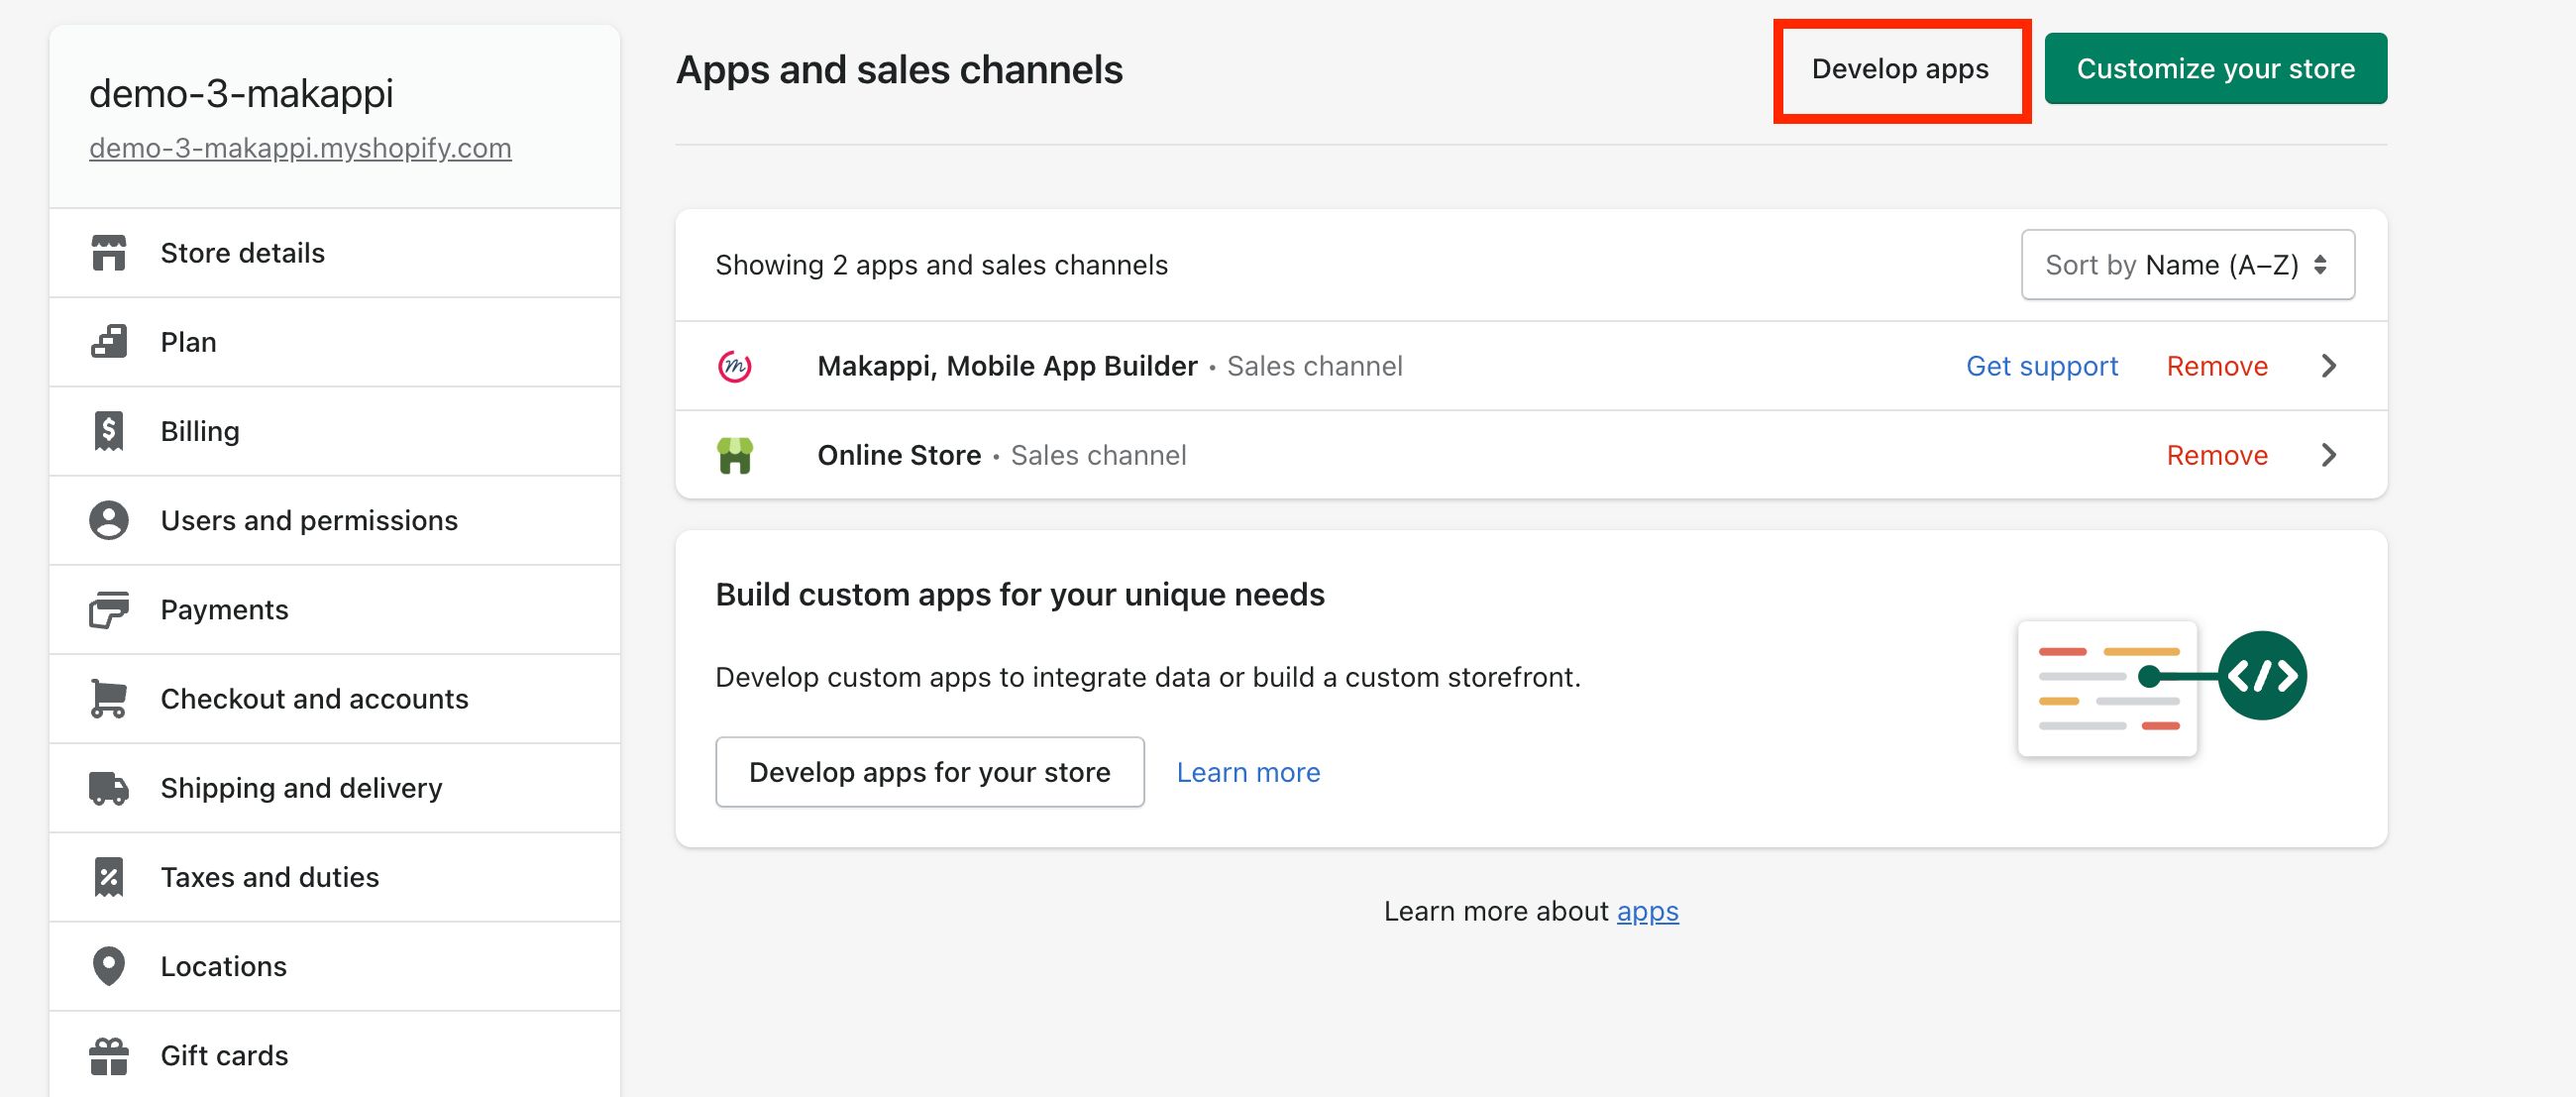 demo-3-makappi
demo-3-makappi.myshopify.com
Store details
Plan
Billing
Users and permissions
Payments
Checkout and accounts
Shipping and delivery
Taxes and duties
Locations
Gift cards
Apps and sales channels
Develop apps
Customize your store
Showing 2 apps and sales channels
Sort by Name (A–Z)
Makappi, Mobile App Builder • Sales channel
Get support
Remove
Online Store • Sales channel
Remove
Build custom apps for your unique needs
Develop custom apps to integrate data or build a custom storefront.
Develop apps for your store
Learn more
Learn more about apps